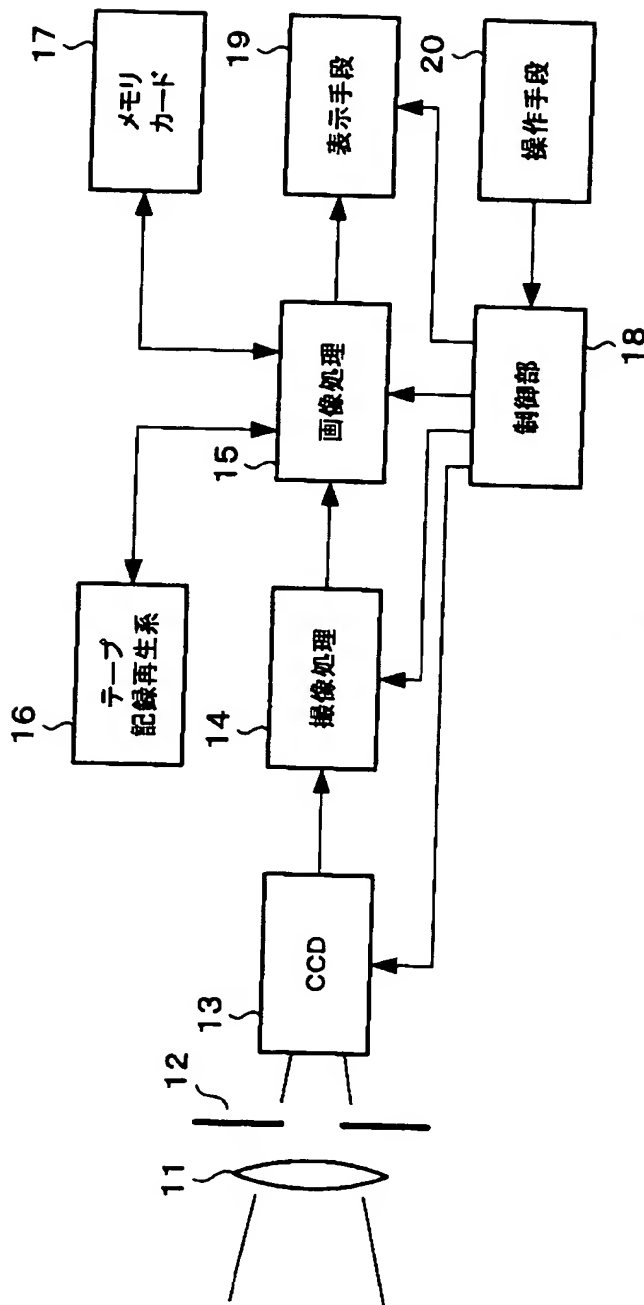 11
12
13
CCD
14
撮像処理
15
画像処理
16
テープ
記録再生系
17
メモリ
カード
18
制御部
19
表示手段
20
操作手段